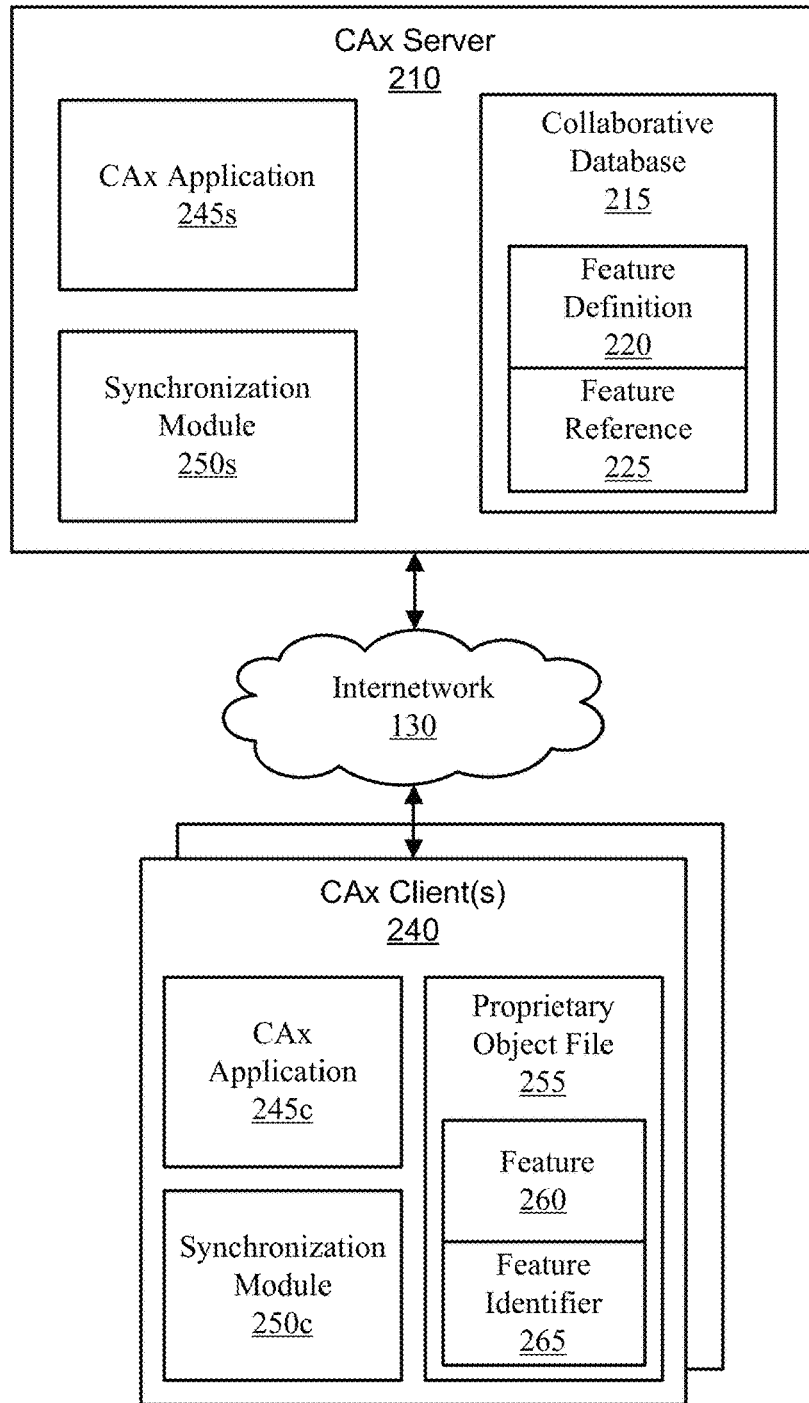 CAx Server
210
CAx Application
245s
Synchronization
Module
250s
Collaborative
Database
215
Feature
Definition
220
Feature
Reference
225
Internetwork
130
CAx Client(s)
240
CAx
Application
245c
Synchronization
Module
250c
Proprietary
Object File
255
Feature
260
Feature
Identifier
265